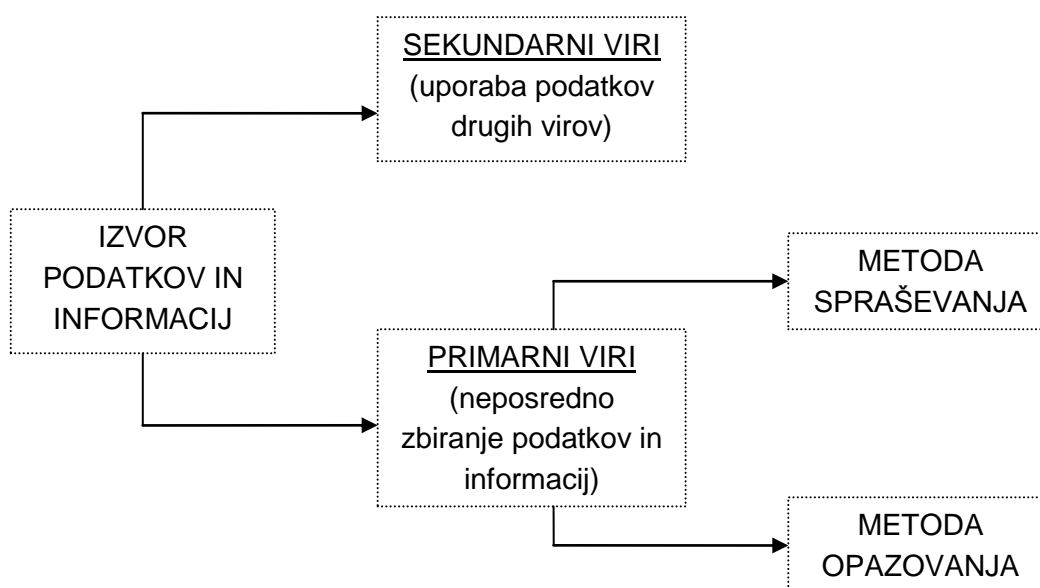 SEKUNDARNI VIRI
(uporaba podatkov
drugih virov)
IZVOR
PODATKOV IN
INFORMACIJ
PRIMARNI VIRI
(neposredno
zbiranje podatkov in
informacij)
METODA
SPRAŠEVANJA
METODA
OPAZOVANJA